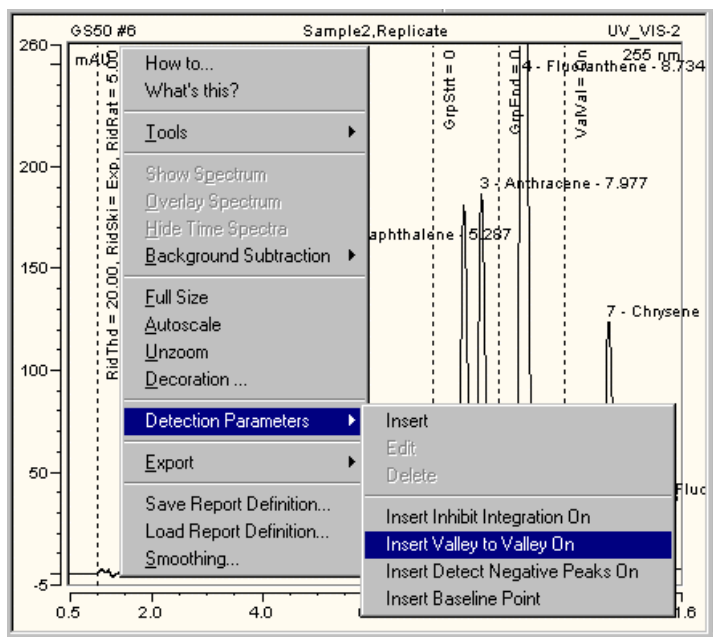 GS50 #6 Sample2,Replicate UV_VIS-2
260
mAU
255 nm
4 - Fluoranthene - 8.734
RidThd = 20.00, RidSki = Exp, RidRat = 5.00
GrpStrt = 0
GrpEnd = 0
ValVal = On
200
3 - Anthracene - 7.977
aphthalene - 5.287
150
7 - Chrysene
100
50
Fluo
-5
0.5 2.0 4.0 1.6
How to...
What's this?
Tools
Show Spectrum
Overlay Spectrum
Hide Time Spectra
Background Subtraction
Full Size
Autoscale
Unzoom
Decoration ...
Detection Parameters
Export
Save Report Definition...
Load Report Definition...
Smoothing...
Insert
Edit
Delete
Insert Inhibit Integration On
Insert Valley to Valley On
Insert Detect Negative Peaks On
Insert Baseline Point